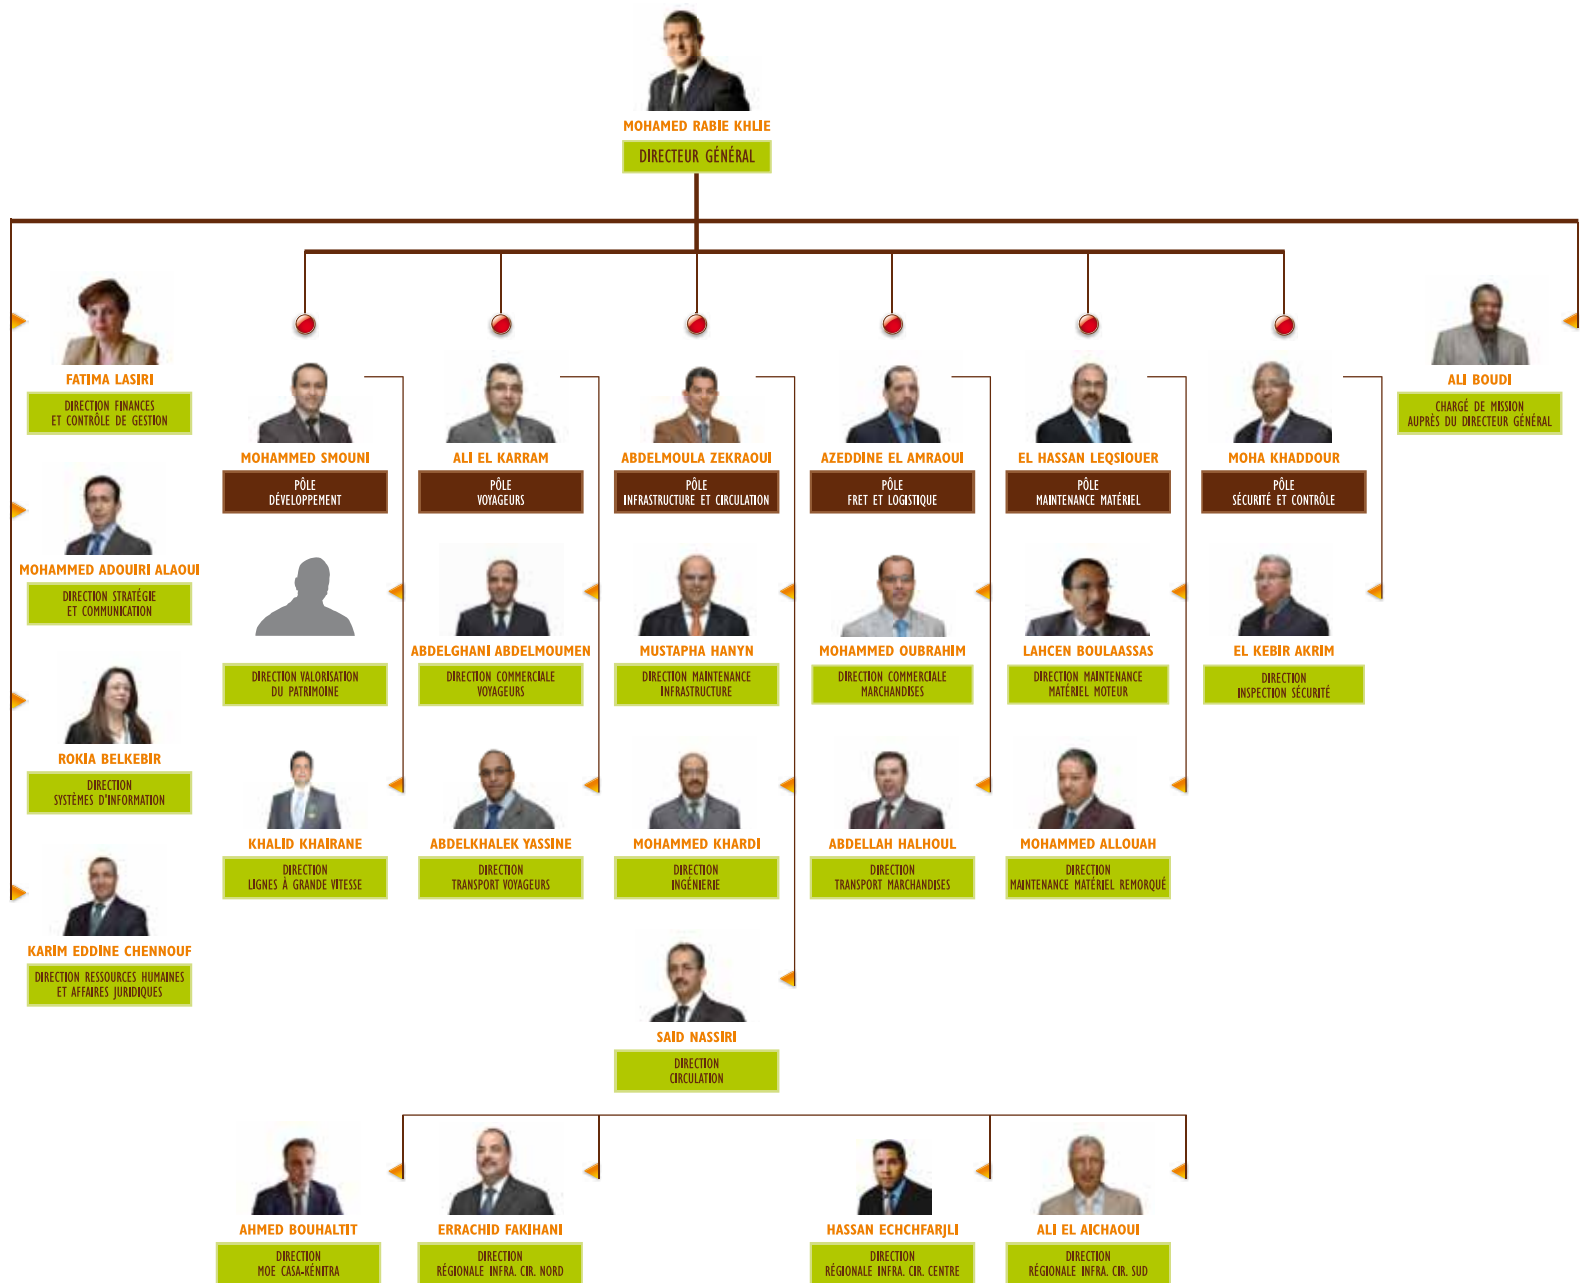 MOHAMED RABIE KHLIE
DIRECTEUR GÉNÉRAL
FATIMA LASIRI
DIRECTION FINANCES
ET CONTRÔLE DE GESTION
MOHAMMED ADOUIRI ALAOUI
DIRECTION STRATÉGIE
ET COMMUNICATION
ROKIA BELKEBIR
DIRECTION
SYSTÈMES D'INFORMATION
KARIM EDDINE CHENNOUF
DIRECTION RESSOURCES HUMAINES
ET AFFAIRES JURIDIQUES
MOHAMMED SMOUNI
PÔLE
DÉVELOPPEMENT
DIRECTION VALORISATION
DU PATRIMOINE
KHALID KHAIRANE
DIRECTION
LIGNES À GRANDE VITESSE
ALI EL KARRAM
PÔLE
VOYAGEURS
ABDELGHANI ABDELMOUMEN
DIRECTION COMMERCIALE
VOYAGEURS
ABDELKHALEK YASSINE
DIRECTION
TRANSPORT VOYAGEURS
ABDELMOULA ZEKRAOUI
PÔLE
INFRASTRUCTURE ET CIRCULATION
MUSTAPHA HANYN
DIRECTION MAINTENANCE
INFRASTRUCTURE
MOHAMMED KHARDI
DIRECTION
INGÉNIERIE
SAID NASSIRI
DIRECTION
CIRCULATION
AZEDDINE EL AMRAOUI
PÔLE
FRET ET LOGISTIQUE
MOHAMMED OUBRAHIM
DIRECTION COMMERCIALE
MARCHANDISES
ABDELLAH HALHOUL
DIRECTION
TRANSPORT MARCHANDISES
EL HASSAN LEQSIOUER
PÔLE
MAINTENANCE MATÉRIEL
LAHCEN BOULAASSAS
DIRECTION MAINTENANCE
MATÉRIEL MOTEUR
MOHAMMED ALLOUAH
DIRECTION
MAINTENANCE MATÉRIEL REMORQUÉ
MOHA KHADDOUR
PÔLE
SÉCURITÉ ET CONTRÔLE
EL KEBIR AKRIM
DIRECTION
INSPECTION SÉCURITÉ
ALI BOUDI
CHARGÉ DE MISSION
AUPRÈS DU DIRECTEUR GÉNÉRAL
AHMED BOUHALTIT
DIRECTION
MOE CASA-KÉNITRA
ERRACHID FAKIHANI
DIRECTION
RÉGIONALE INFRA. CIR. NORD
HASSAN ECHCHFARJLI
DIRECTION
RÉGIONALE INFRA. CIR. CENTRE
ALI EL AICHAOUI
DIRECTION
RÉGIONALE INFRA. CIR. SUD